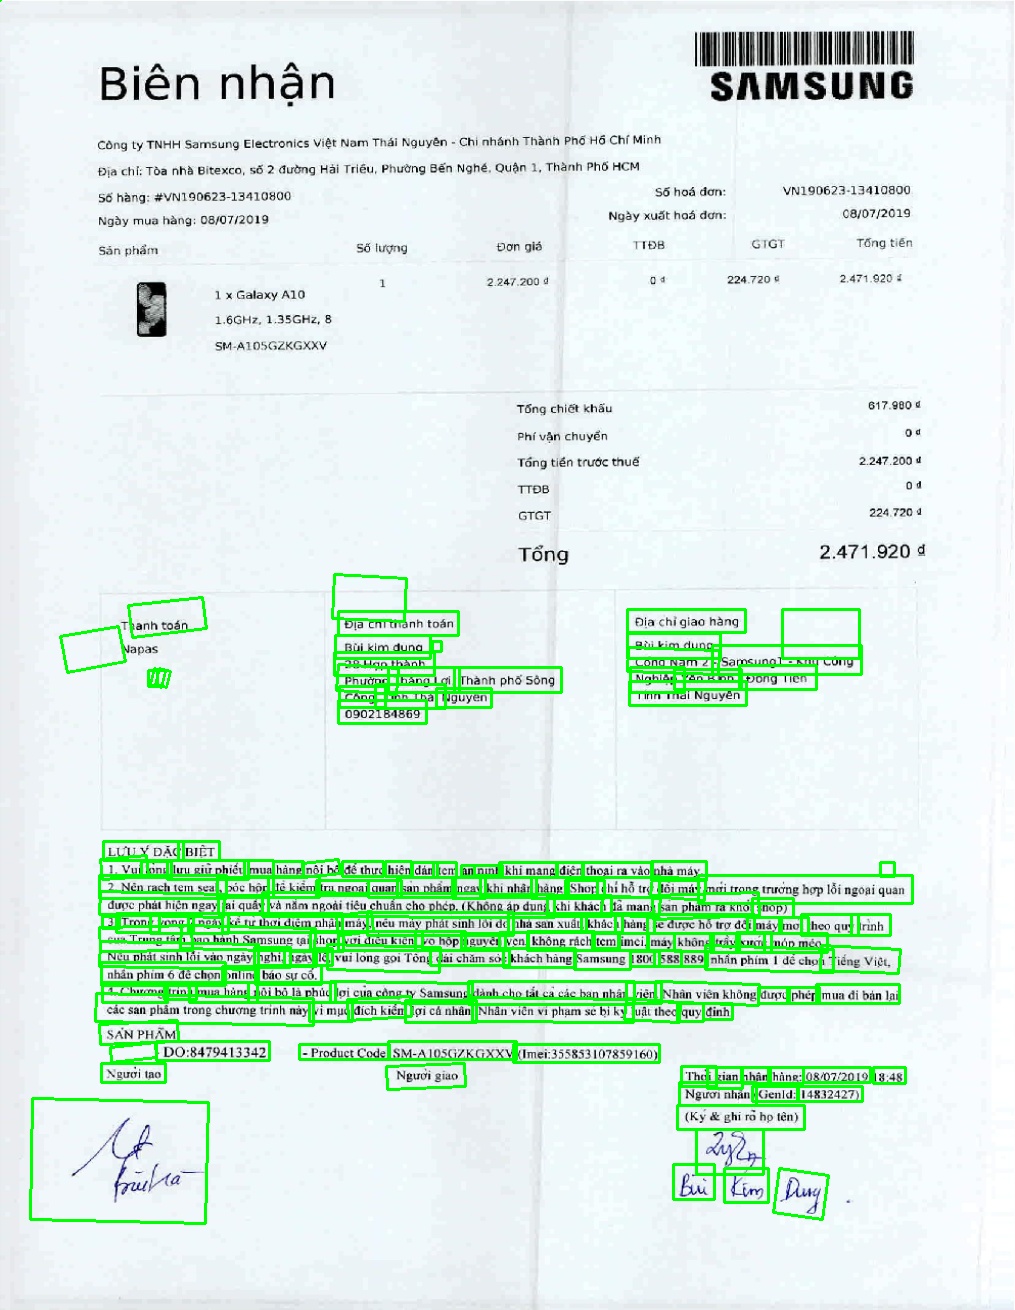 Biên nhận
SAMSUNG
Công ty TNHH Samsung Electronics Việt Nam Thái Nguyên - Chi nhánh Thành Phố Hồ Chí Minh
Địa chỉ: Tòa nhà Bitexco, số 2 đường Hải Triều, Phường Bến Nghé, Quận 1, Thành Phố HCM
Số hàng: #VN190623-13410800 Số hoá đơn: VN190623-13410800
Ngày mua hàng: 08/07/2019 Ngày xuất hoá đơn: 08/07/2019
Sản phẩm Số lượng Đơn giá TTĐB GTGT Tổng tiền
1 x Galaxy A10 1 2.247.200 đ 0 đ 224.720 đ 2.471.920 đ
1.6GHz, 1.35GHz, 8
SM-A105GZKGXXV
Tổng chiết khấu 617.980 đ
Phí vận chuyển 0 đ
Tổng tiền trước thuế 2.247.200 đ
TTĐB 0 đ
GTGT 224.720 đ
Tổng 2.471.920 đ
Thanh toán
Napas
Địa chỉ thanh toán
Bùi kim dung
28 Hợp thành
Phường Thắng Lợi, Thành phố Sông
Công, Tỉnh Thái Nguyên
0902184869
Địa chỉ giao hàng
Bùi kim dung
Cổng Nam 2 - Samsung1 - Khu Công
Nghiệp Yên Bình, Đồng Tiến
Tỉnh Thái Nguyên
LƯU Ý ĐẶC BIỆT
1. Vui lòng lưu giữ phiếu mua hàng nội bộ để thực hiện dán tem an ninh khi mang điện thoại ra vào nhà máy.
2. Nên rạch tem seal, bóc hộp để kiểm tra ngoại quan sản phẩm ngay khi nhận hàng. Shop chỉ hỗ trợ đổi máy mới trong trường hợp lỗi ngoại quan
được phát hiện ngay tại quầy và nằm ngoài tiêu chuẩn cho phép. (Không áp dụng khi khách đã mang sản phẩm ra khỏi shop)
3. Trong vòng 7 ngày kể từ thời điểm nhận máy, nếu máy phát sinh lỗi do nhà sản xuất, khách hàng sẽ được hỗ trợ đổi máy mới theo quy trình
của Trung tâm bảo hành Samsung tại shop với điều kiện: vỏ hộp nguyên vẹn, không rách tem imei, máy không trầy xước, móp méo.
Nếu phát sinh lỗi vào ngày nghỉ, ngày lễ, vui lòng gọi Tổng đài chăm sóc khách hàng Samsung 1800 588 889, nhấn phím 1 để chọn Tiếng Việt,
nhấn phím 6 để chọn online báo sự cố.
4. Chương trình mua hàng nội bộ là phúc lợi của công ty Samsung dành cho tất cả các bạn nhân viên. Nhân viên không được phép mua đi bán lại
các sản phẩm trong chương trình này vì mục đích kiếm lợi cá nhân. Nhân viên vi phạm sẽ bị kỷ luật theo quy định
SẢN PHẨM
DO:8479413342 - Product Code: SM-A105GZKGXXV (Imei:355853107859160)
Người tạo
Người giao
Thời gian nhận hàng: 08/07/2019 18:48
Người nhận (GenId: 14832427)
(Ký & ghi rõ họ tên)
Bùi Kim Dung